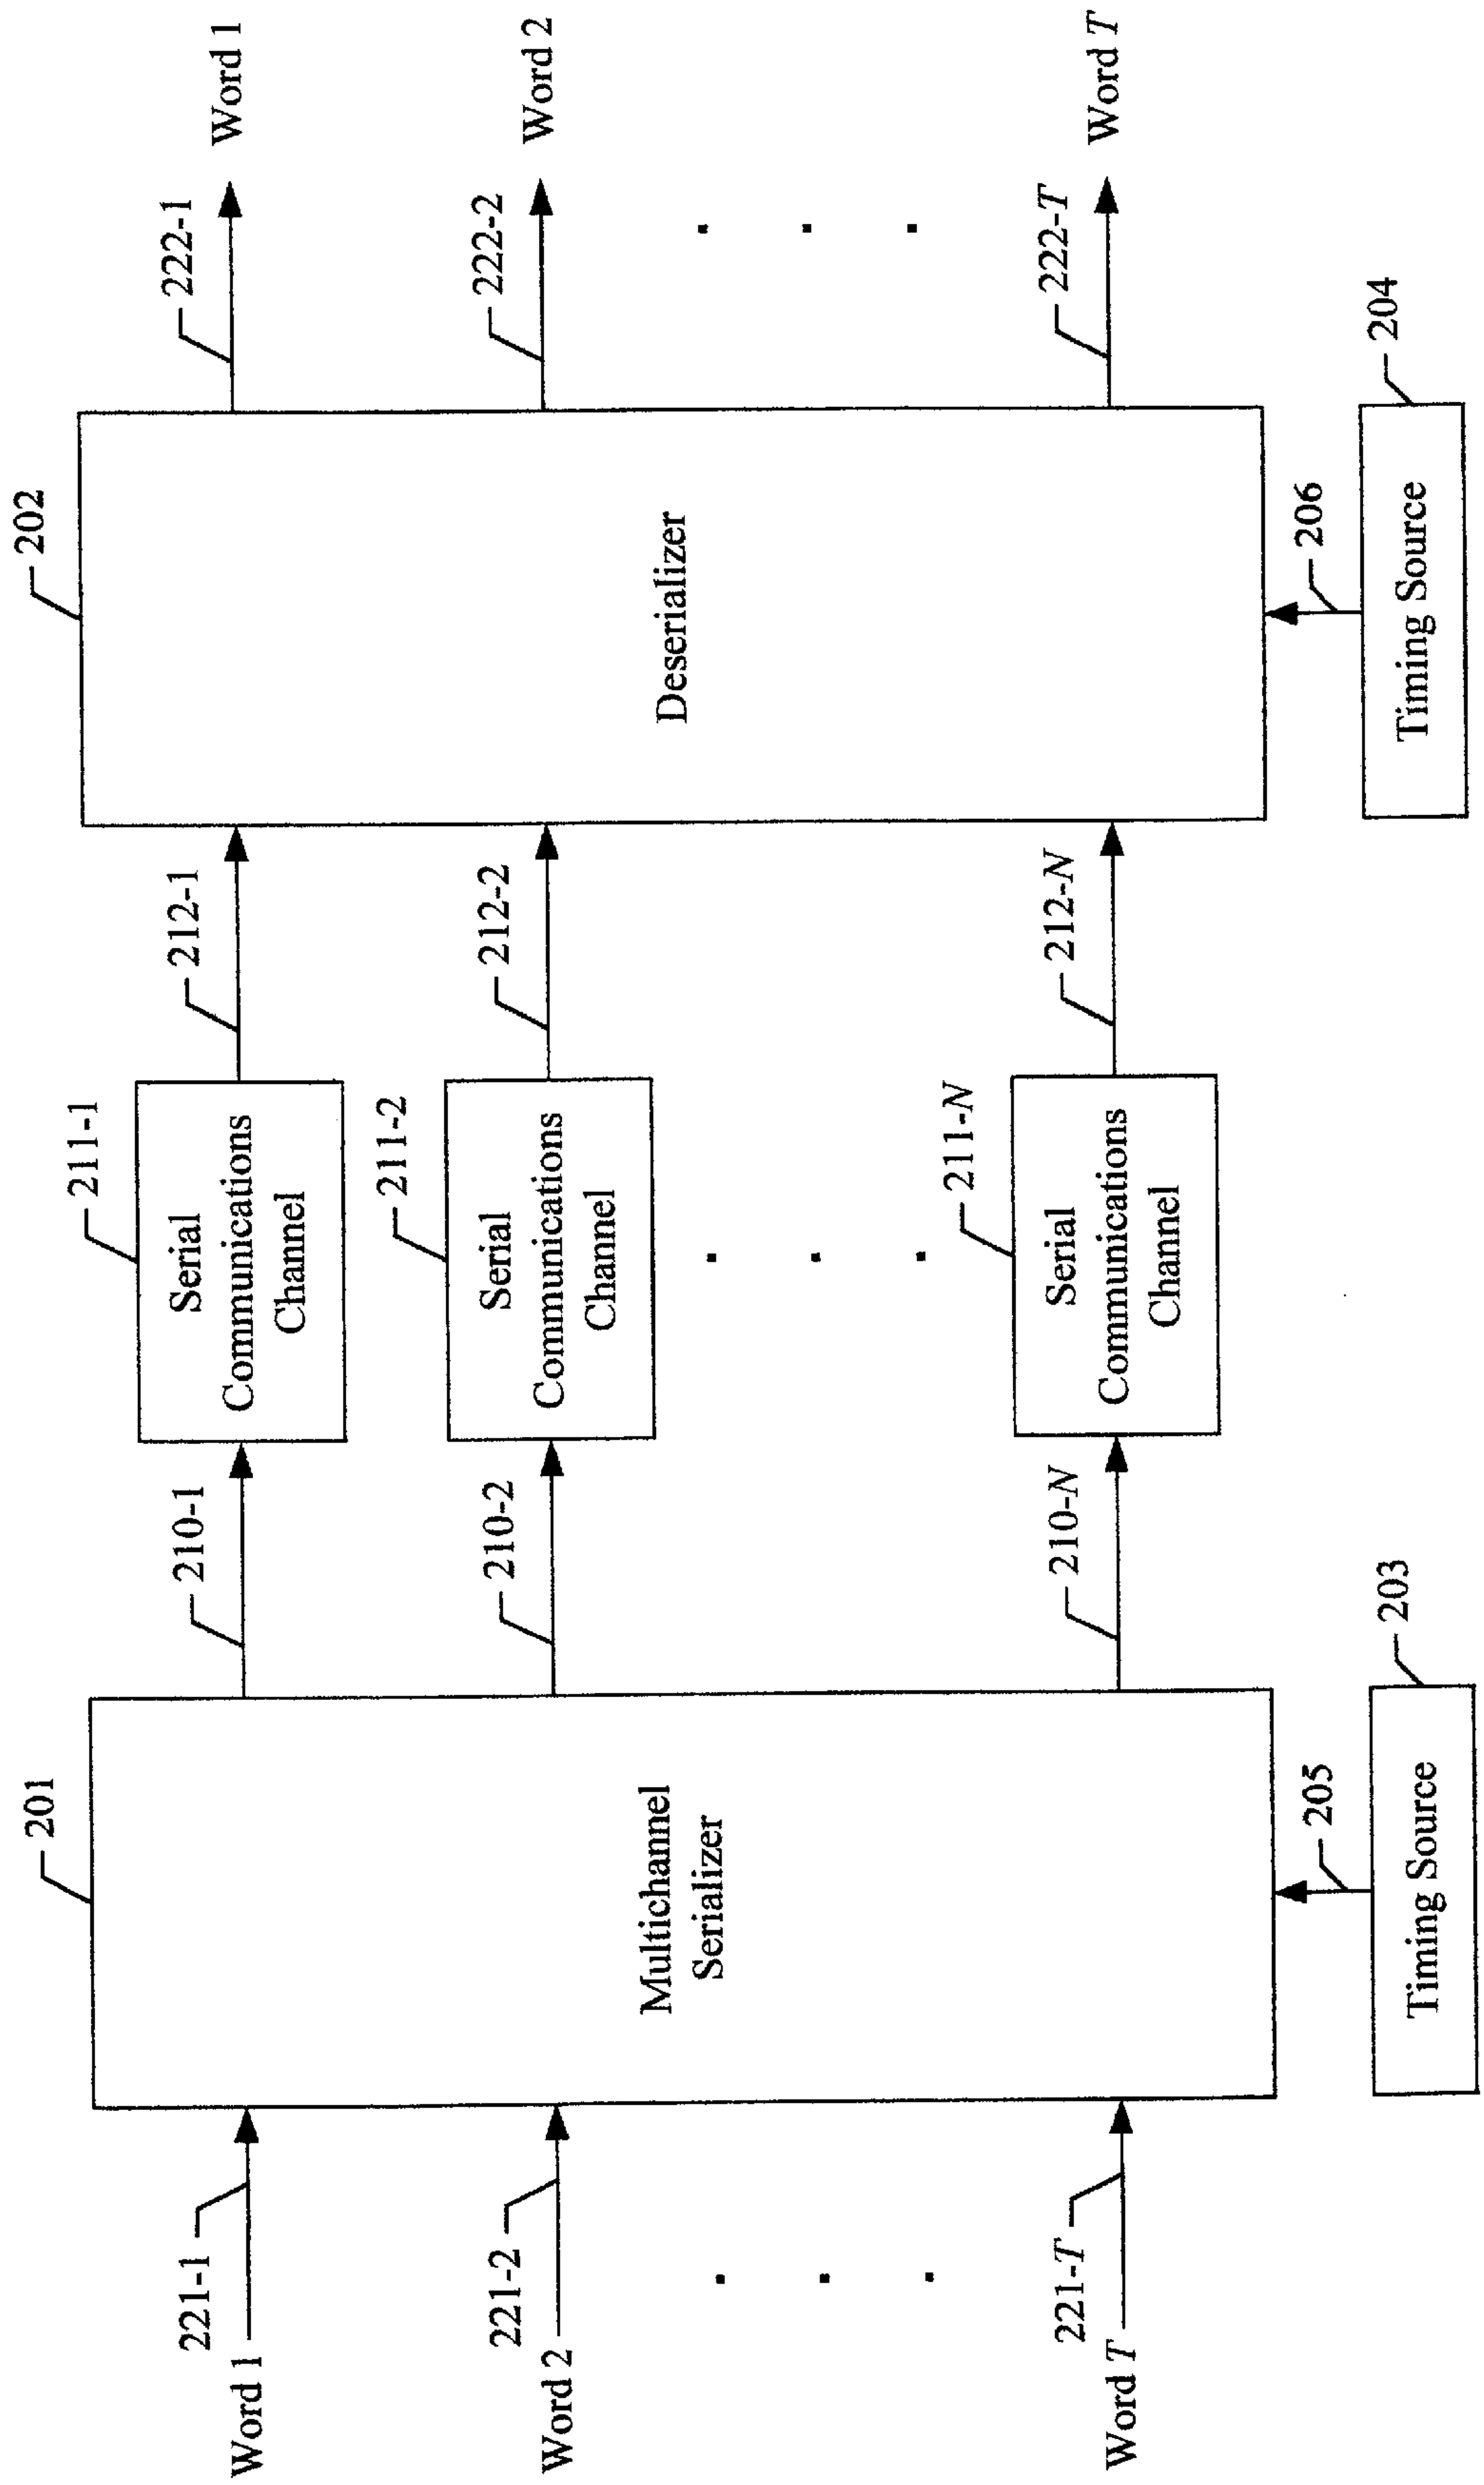 201
202
221-1
Word 1
210-1
211-1
Serial
Communications
Channel
212-1
222-1
Word 1
221-2
Word 2
210-2
211-2
Serial
Communications
Channel
212-2
222-2
Word 2
Multichannel
Serializer
Deserializer
221-T
Word T
210-N
211-N
Serial
Communications
Channel
212-N
222-T
Word T
205
203
Timing Source
206
204
Timing Source